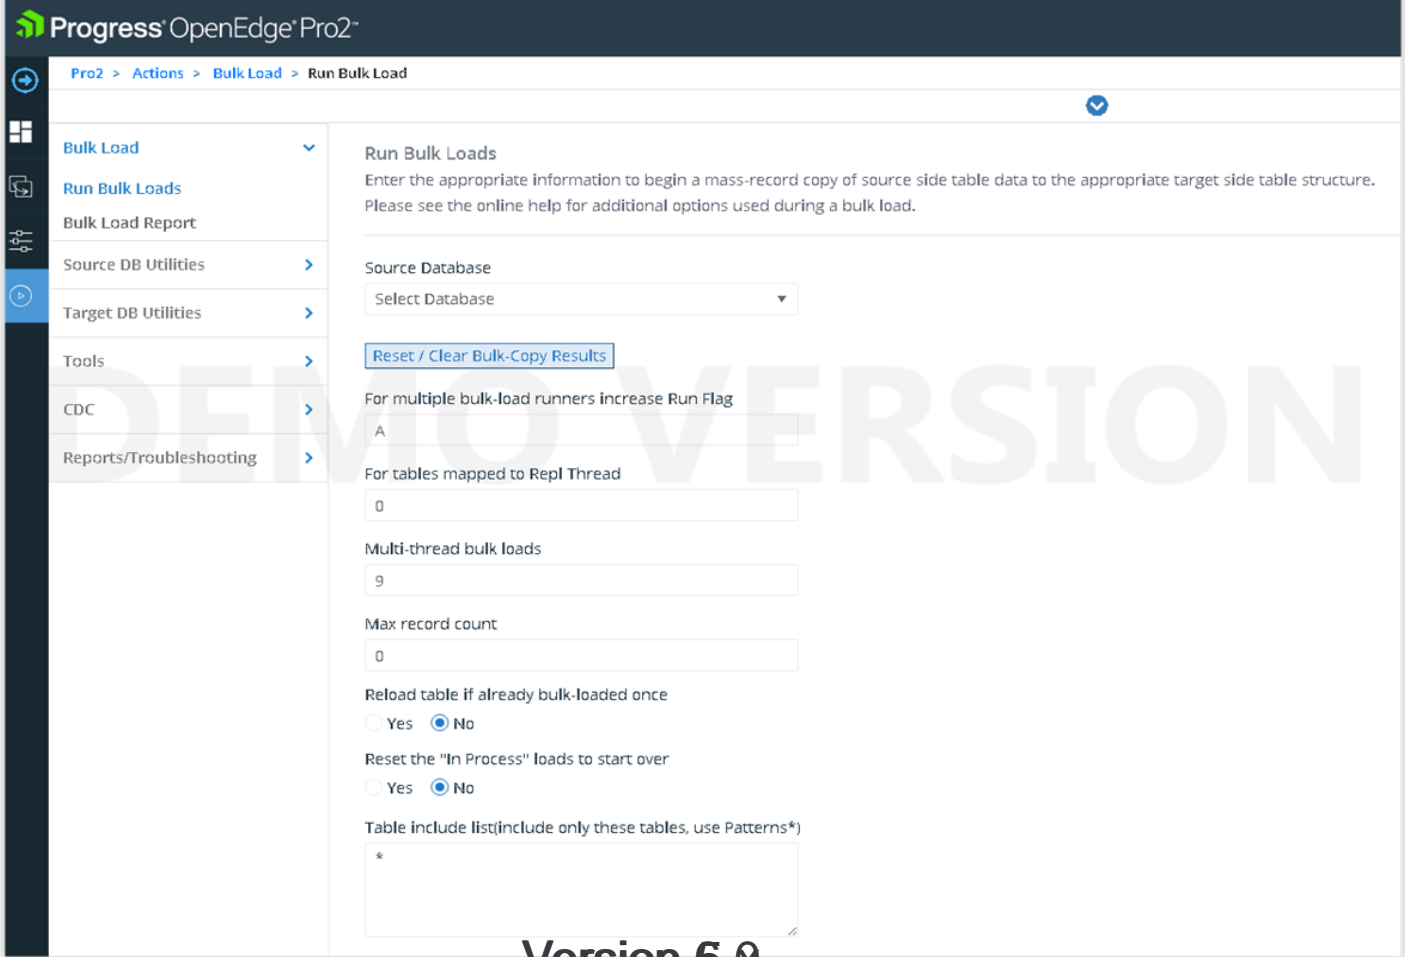 Progress® OpenEdge® Pro2™
Pro2 > Actions > Bulk Load > Run Bulk Load
Bulk Load
Run Bulk Loads
Bulk Load Report
Source DB Utilities
Target DB Utilities
Tools
CDC
Reports/Troubleshooting
Run Bulk Loads
Enter the appropriate information to begin a mass-record copy of source side table data to the appropriate target side table structure.
Please see the online help for additional options used during a bulk load.
Source Database
Select Database
Reset / Clear Bulk-Copy Results
For multiple bulk-load runners increase Run Flag
A
For tables mapped to Repl Thread
0
Multi-thread bulk loads
9
Max record count
0
Reload table if already bulk-loaded once
Yes No
Reset the "In Process" loads to start over
Yes No
Table include list(include only these tables, use Patterns*)
*
DEMO VERSION
Version